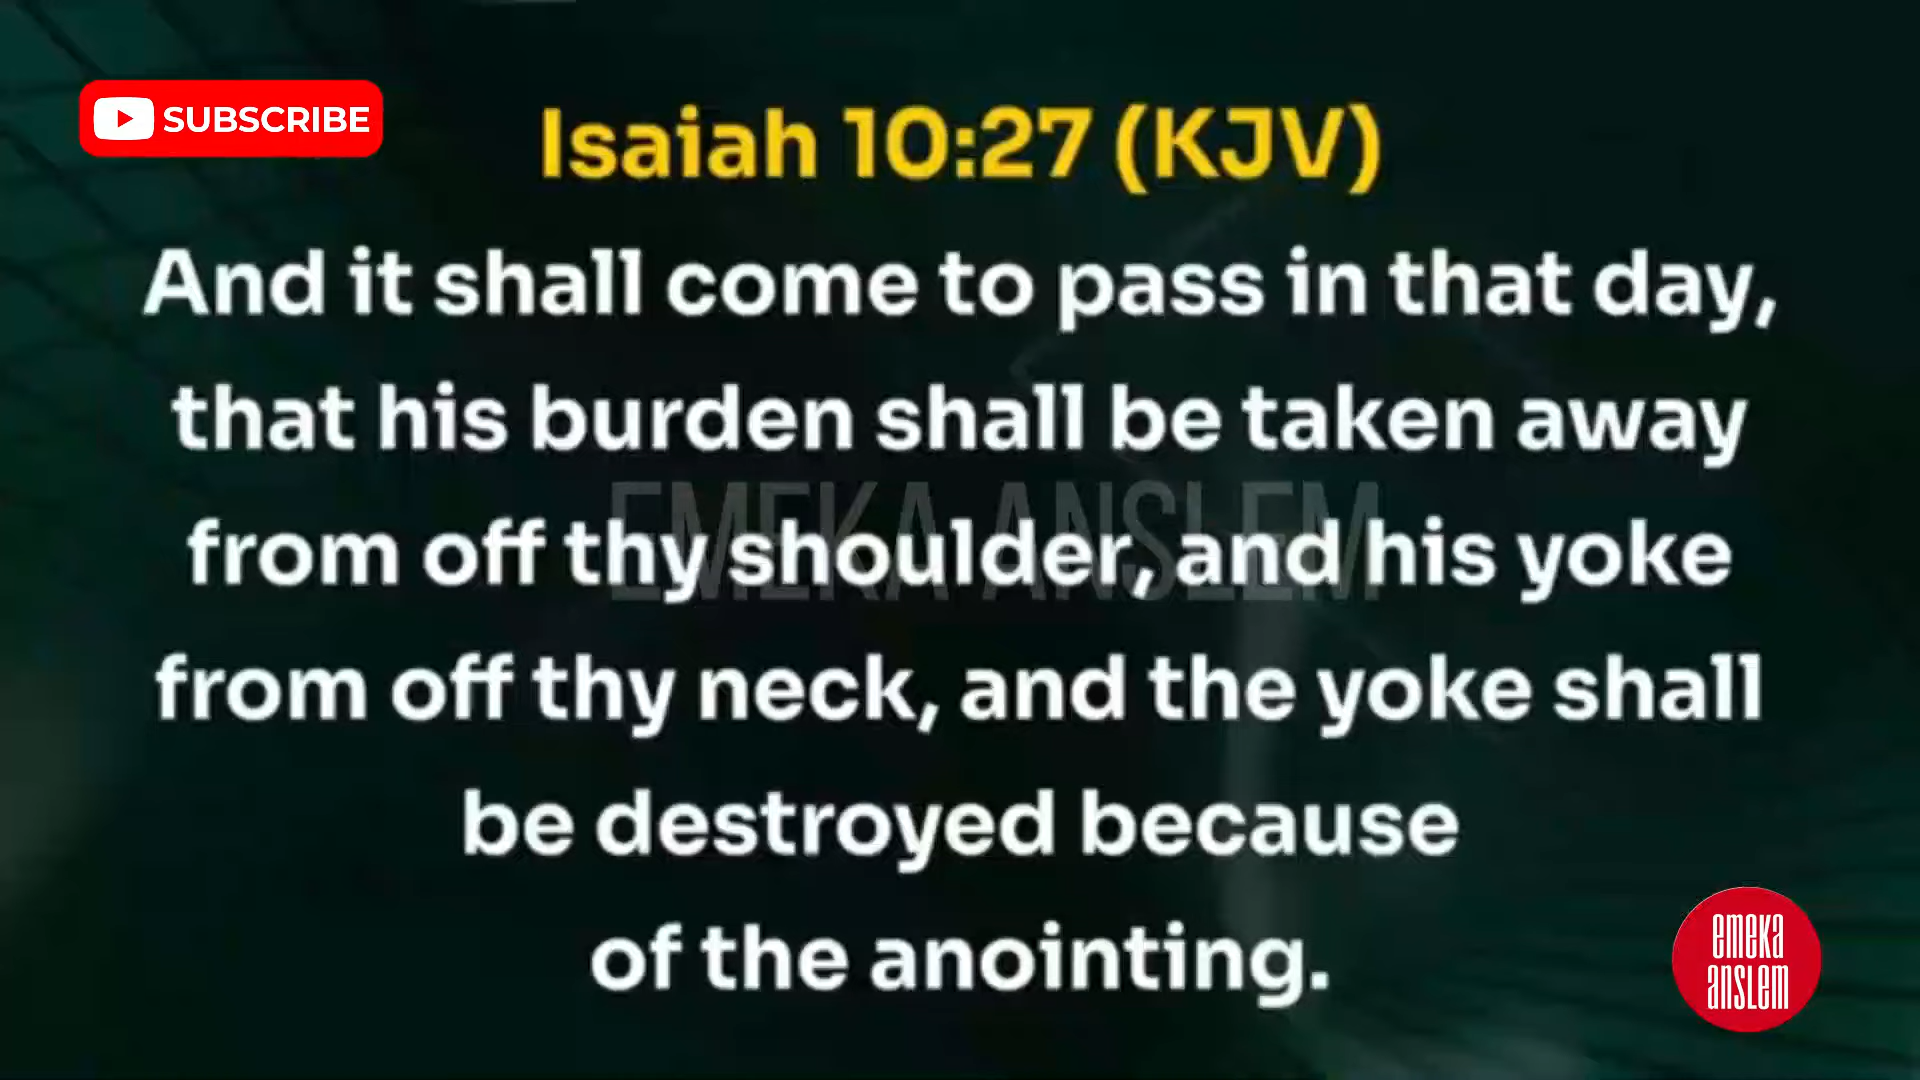 SUBSCRIBE
Isaiah 10:27 (KJV)
And it shall come to pass in that day,
that his burden shall be taken away
EMEKA ANSLEM
from off thy shoulder, and his yoke
from off thy neck, and the yoke shall
be destroyed because
of the anointing.
emeka
anslem